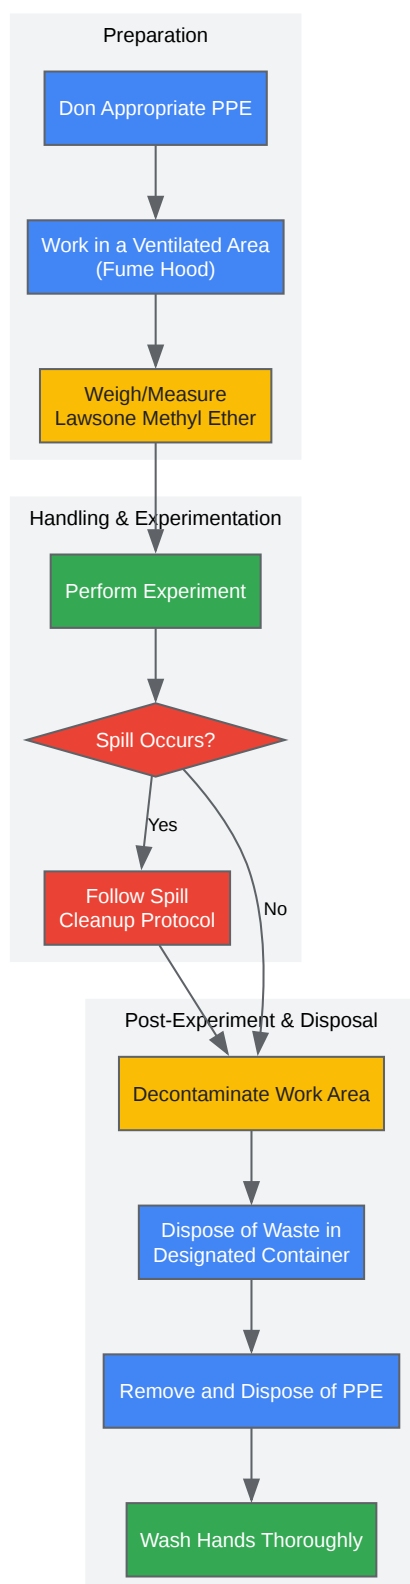 Preparation
Don Appropriate PPE
Work in a Ventilated Area
(Fume Hood)
Weigh/Measure
Lawsone Methyl Ether
Handling & Experimentation
Perform Experiment
Spill Occurs?
Yes
Follow Spill
Cleanup Protocol
No
Post-Experiment & Disposal
Decontaminate Work Area
Dispose of Waste in
Designated Container
Remove and Dispose of PPE
Wash Hands Thoroughly